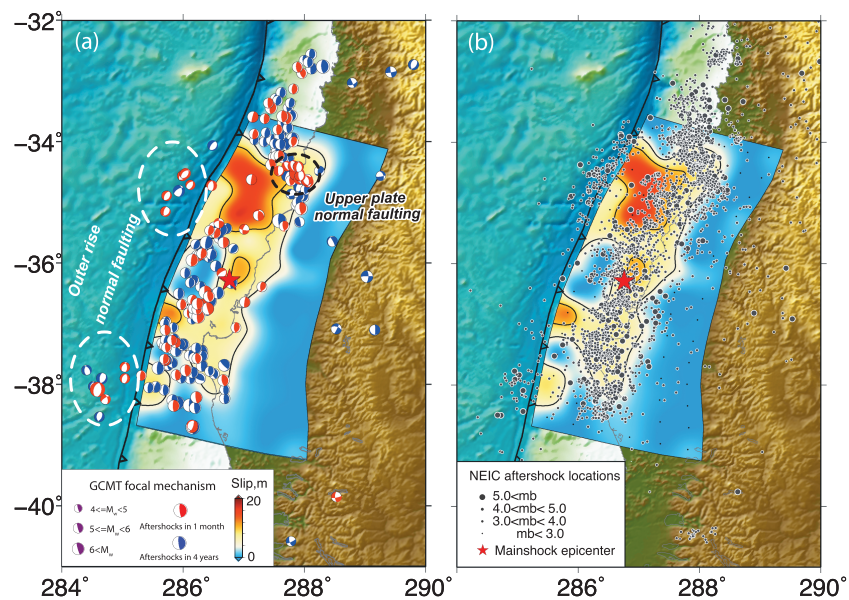 (a)
(b)
−32°
−34°
−36°
−38°
−40°
Outer rise
normal faulting
Upper plate
normal faulting
GCMT focal mechanism
4<=Mw<5
5<=Mw<6
6<Mw
Aftershocks in 1 month
Aftershocks in 4 years
Slip,m
20
0
NEIC aftershock locations
5.0<mb
4.0<mb< 5.0
3.0<mb< 4.0
mb< 3.0
Mainshock epicenter
284°
286°
288°
290°
286°
288°
290°